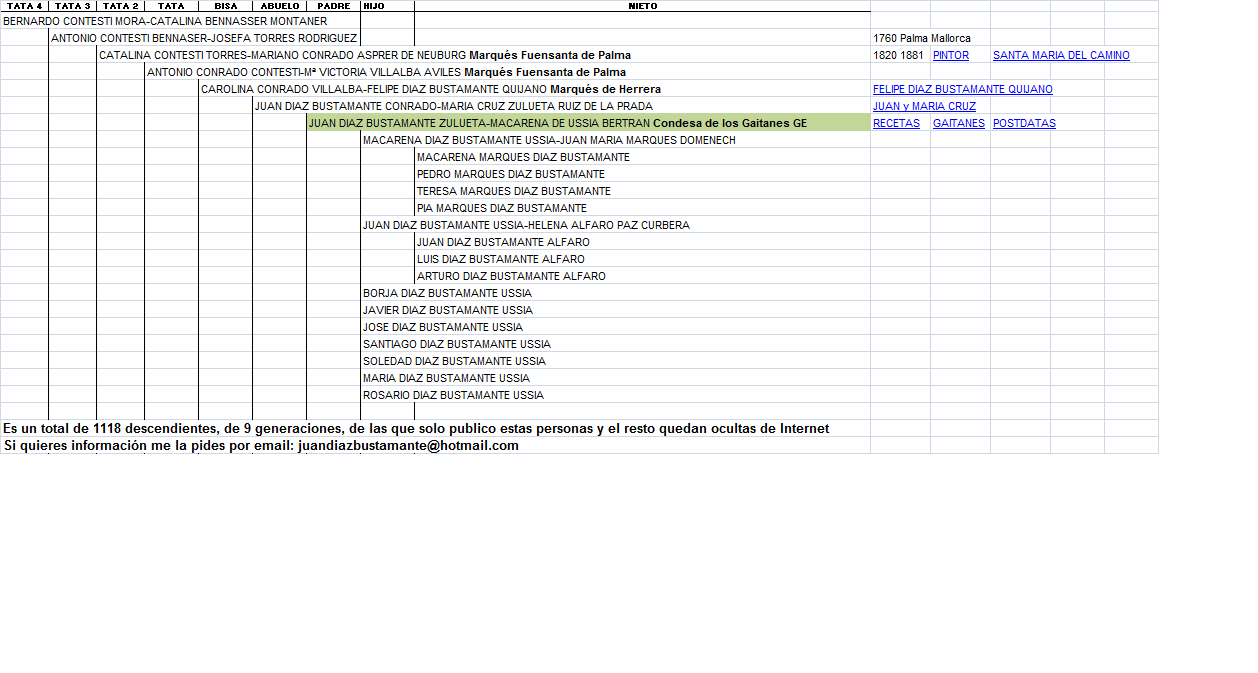 TATA 4 TATA 3 TATA 2 TATA BISA ABUELO PADRE HIJO NIETO
BERNARDO CONTESTI MORA-CATALINA BENNASSER MONTANER
ANTONIO CONTESTI BENNASER-JOSEFA TORRES RODRIGUEZ 1760 Palma Mallorca
CATALINA CONTESTI TORRES-MARIANO CONRADO ASPRER DE NEUBURG Marqués Fuensanta de Palma 1820 1881 PINTOR SANTA MARIA DEL CAMINO
ANTONIO CONRADO CONTESTI-Mª VICTORIA VILLALBA AVILES Marqués Fuensanta de Palma
CAROLINA CONRADO VILLALBA-FELIPE DIAZ BUSTAMANTE QUIJANO Marqués de Herrera FELIPE DIAZ BUSTAMANTE QUIJANO
JUAN DIAZ BUSTAMANTE CONRADO-MARIA CRUZ ZULUETA RUIZ DE LA PRADA JUAN y MARIA CRUZ
JUAN DIAZ BUSTAMANTE ZULUETA-MACARENA DE USSIA BERTRAN Condesa de los Gaitanes GE RECETAS GAITANES POSTDATAS
MACARENA DIAZ BUSTAMANTE USSIA-JUAN MARIA MARQUES DOMENECH
MACARENA MARQUES DIAZ BUSTAMANTE
PEDRO MARQUES DIAZ BUSTAMANTE
TERESA MARQUES DIAZ BUSTAMANTE
PIA MARQUES DIAZ BUSTAMANTE
JUAN DIAZ BUSTAMANTE USSIA-HELENA ALFARO PAZ CURBERA
JUAN DIAZ BUSTAMANTE ALFARO
LUIS DIAZ BUSTAMANTE ALFARO
ARTURO DIAZ BUSTAMANTE ALFARO
BORJA DIAZ BUSTAMANTE USSIA
JAVIER DIAZ BUSTAMANTE USSIA
JOSE DIAZ BUSTAMANTE USSIA
SANTIAGO DIAZ BUSTAMANTE USSIA
SOLEDAD DIAZ BUSTAMANTE USSIA
MARIA DIAZ BUSTAMANTE USSIA
ROSARIO DIAZ BUSTAMANTE USSIA
Es un total de 1118 descendientes, de 9 generaciones, de las que solo publico estas personas y el resto quedan ocultas de Internet
Si quieres información me la pides por email: juandiazbustamante@hotmail.com